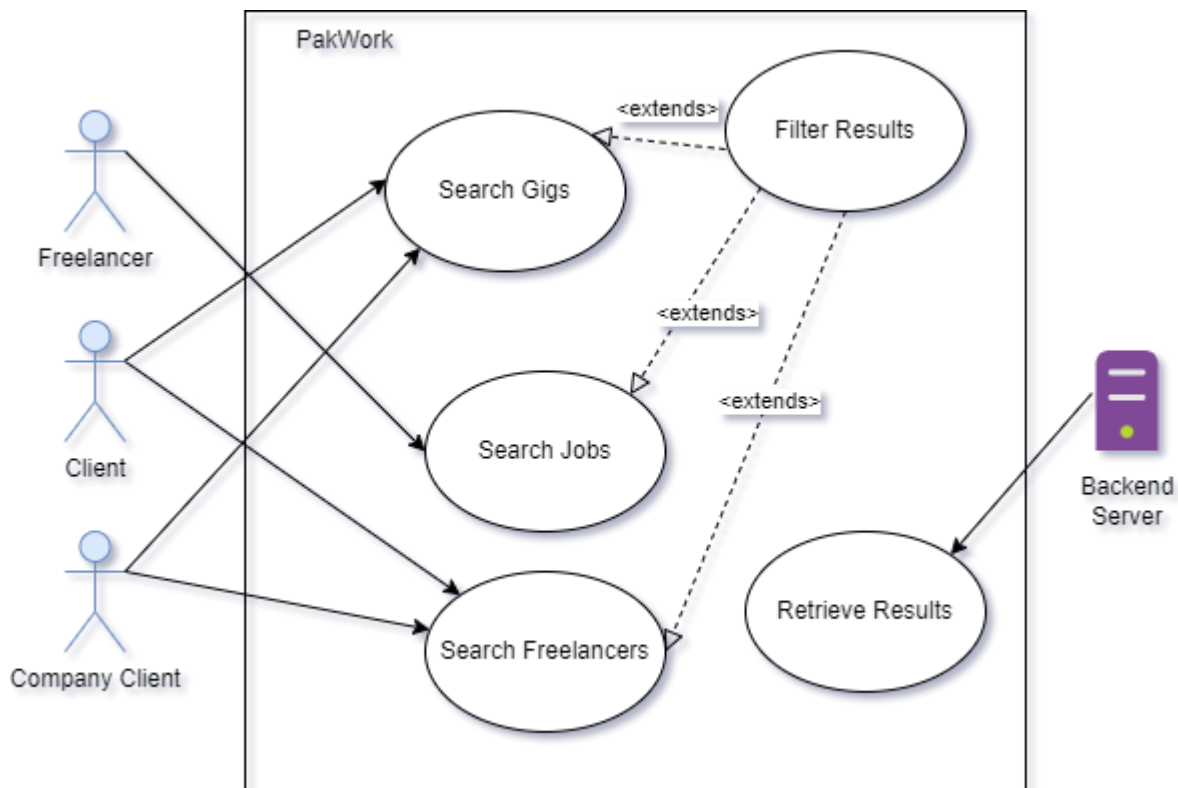 PakWork
<extends>
Filter Results
Search Gigs
Freelancer
<extends>
<extends>
Client
Search Jobs
Backend
Server
Retrieve Results
Search Freelancers
Company Client